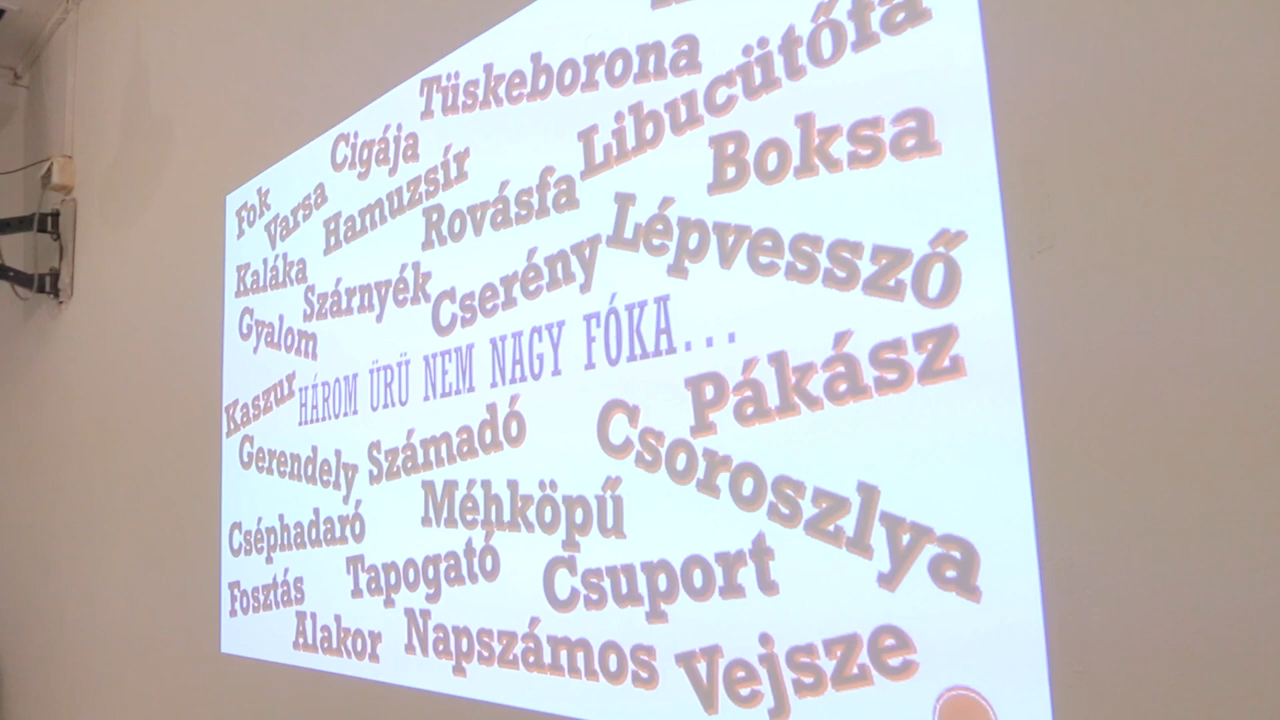 Tüskeborona
Libucütőfa
Cigája
Boksa
Fok
Varsa
Hamuzsír
Rovásfa
Lépvessző
Kaláka
Szárnyék
Cserény
Gyalom
HÁROM ÜRÜ NEM NAGY FÓKA...
Pákász
Kaszur
Gerendely
Számadó
Csoroszlya
Méhköpű
Cséphadaró
Tapogató
Csuport
Fosztás
Alakor
Napszámos
Vejsze